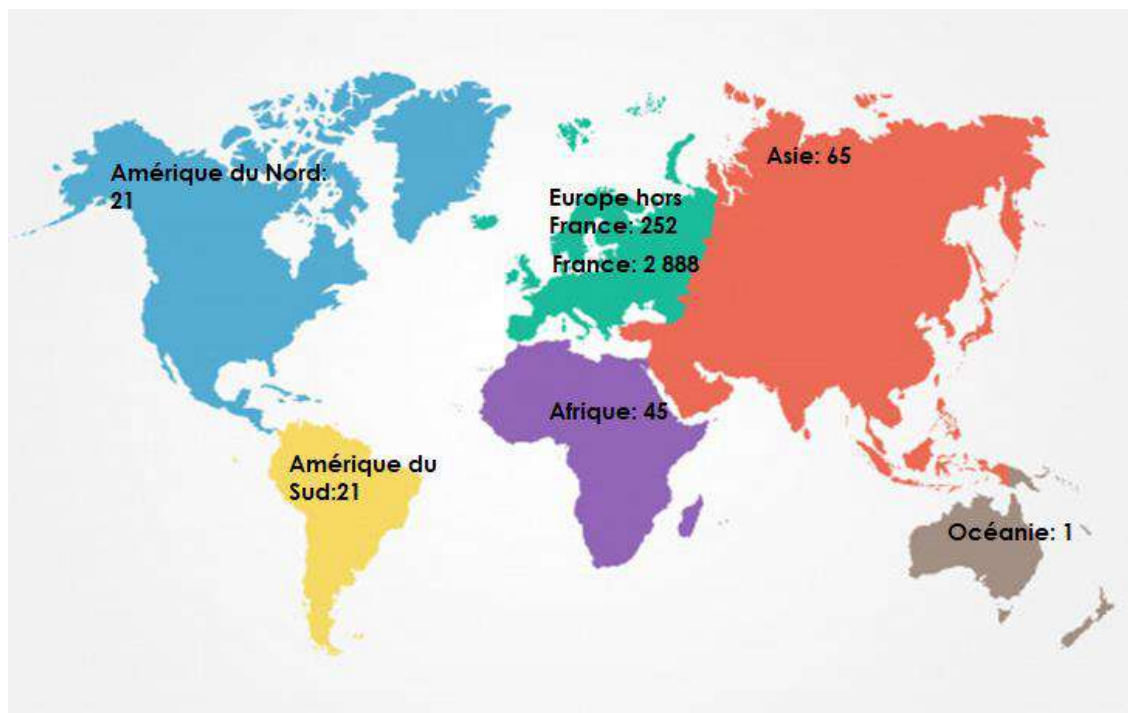 Amérique du Nord:
21
Asie: 65
Europe hors
France: 252
France: 2 888
Afrique: 45
Amérique du
Sud:21
Océanie: 1